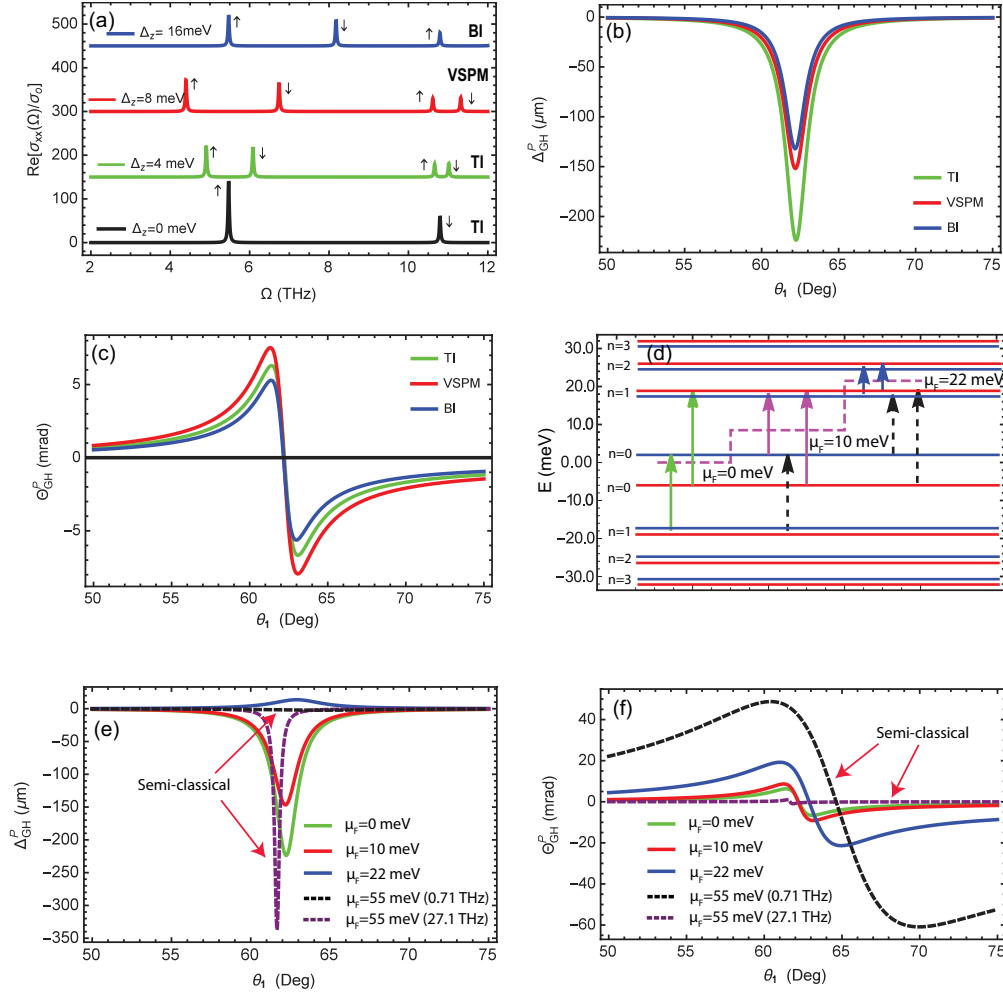 (a)
Re[σxx(Ω)/σ₀]
500
400
300
200
100
0
Δz= 16meV
↑
↓
↑
BI
VSPM
Δz=8 meV
↑
↓
↑
↓
Δz=4 meV
↑
↓
↑
↓
TI
Δz=0 meV
↑
↓
TI
2
4
6
8
10
12
Ω (THz)
(b)
Δ^P_GH (μm)
0
−50
−100
−150
−200
TI
VSPM
BI
50
55
60
65
70
75
θ₁ (Deg)
(c)
Θ^P_GH (mrad)
5
0
−5
TI
VSPM
BI
50
55
60
65
70
75
θ₁ (Deg)
(d)
E (meV)
30.0
20.0
10.0
0.00
−10.0
−20.0
−30.0
n=3
n=2
n=1
n=0
n=0
n=1
n=2
n=3
μF=22 meV
μF=10 meV
μF=0 meV
(e)
Δ^P_GH (μm)
0
−50
−100
−150
−200
−250
−300
−350
Semi-classical
μF=0 meV
μF=10 meV
μF=22 meV
μF=55 meV (0.71 THz)
μF=55 meV (27.1 THz)
50
55
60
65
70
75
θ₁ (Deg)
(f)
Θ^P_GH (mrad)
40
20
0
−20
−40
−60
Semi-classical
μF=0 meV
μF=10 meV
μF=22 meV
μF=55 meV (0.71 THz)
μF=55 meV (27.1 THz)
50
55
60
65
70
75
θ₁ (Deg)